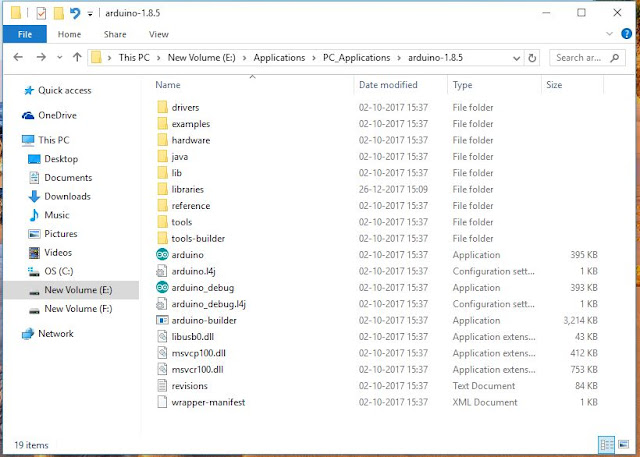 arduino-1.8.5
File Home Share View
This PC New Volume (E:) Applications PC_Applications arduino-1.8.5 Search ar...
Quick access
OneDrive
This PC
Desktop
Documents
Downloads
Music
Pictures
Videos
OS (C:)
New Volume (E:)
New Volume (F:)
Network
Name Date modified Type Size
drivers 02-10-2017 15:37 File folder
examples 02-10-2017 15:37 File folder
hardware 02-10-2017 15:37 File folder
java 02-10-2017 15:37 File folder
lib 02-10-2017 15:37 File folder
libraries 26-12-2017 15:09 File folder
reference 02-10-2017 15:37 File folder
tools 02-10-2017 15:37 File folder
tools-builder 02-10-2017 15:37 File folder
arduino 02-10-2017 15:37 Application 395 KB
arduino.l4j 02-10-2017 15:37 Configuration sett... 1 KB
arduino_debug 02-10-2017 15:37 Application 393 KB
arduino_debug.l4j 02-10-2017 15:37 Configuration sett... 1 KB
arduino-builder 02-10-2017 15:37 Application 3,214 KB
libusb0.dll 02-10-2017 15:37 Application extens... 43 KB
msvcp100.dll 02-10-2017 15:37 Application extens... 412 KB
msvcr100.dll 02-10-2017 15:37 Application extens... 753 KB
revisions 02-10-2017 15:37 Text Document 84 KB
wrapper-manifest 02-10-2017 15:37 XML Document 1 KB
19 items